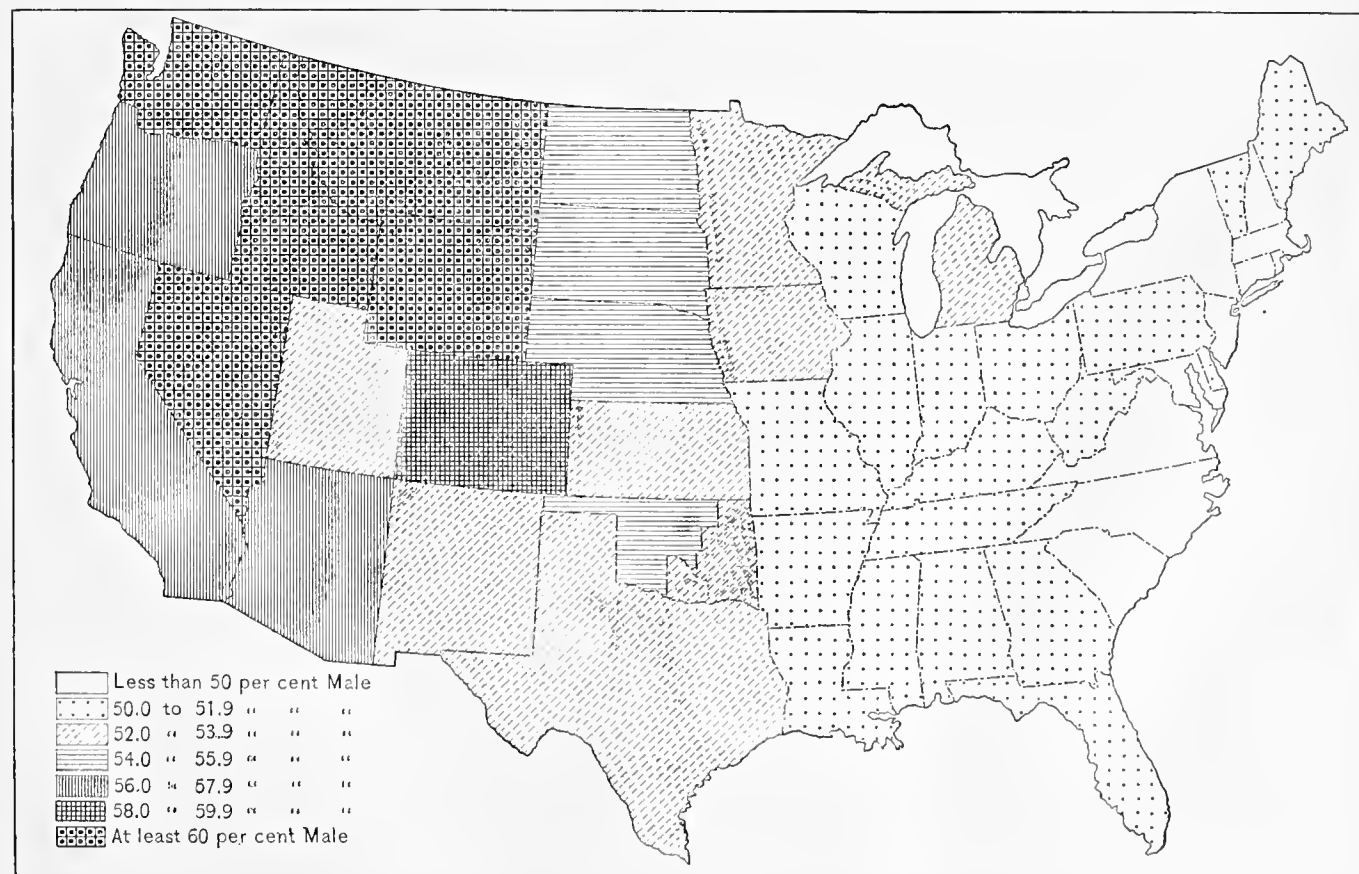 Less than 50 per cent Male
50.0 to 51.9 “ “ “
52.0 “ 53.9 “ “ “
54.0 “ 55.9 “ “ “
56.0 “ 57.9 “ “ “
58.0 “ 59.9 “ “ “
At least 60 per cent Male